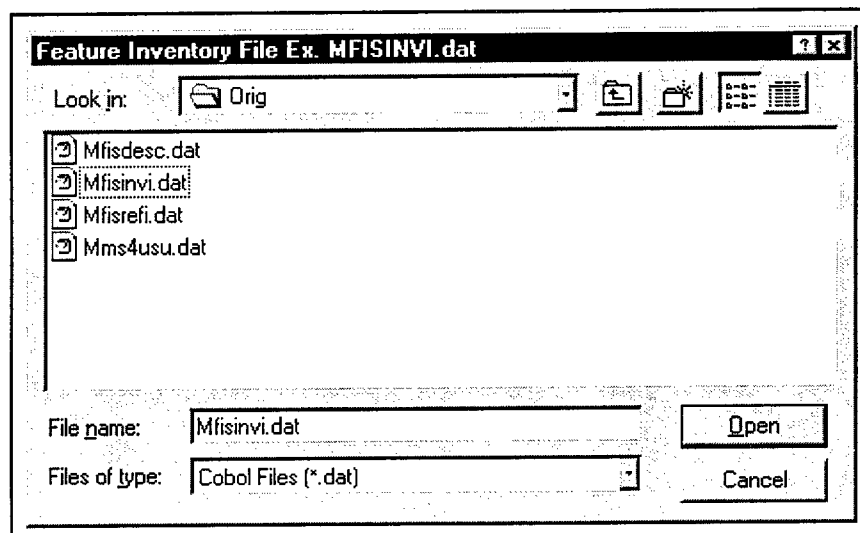 Feature Inventory File Ex. MFISINVI.dat
Look in: Orig
Mfisdesc.dat
Mfisinvi.dat
Mfisrefi.dat
Mms4usu.dat
File name: Mfisinvi.dat Open
Files of type: Cobol Files (*.dat) Cancel